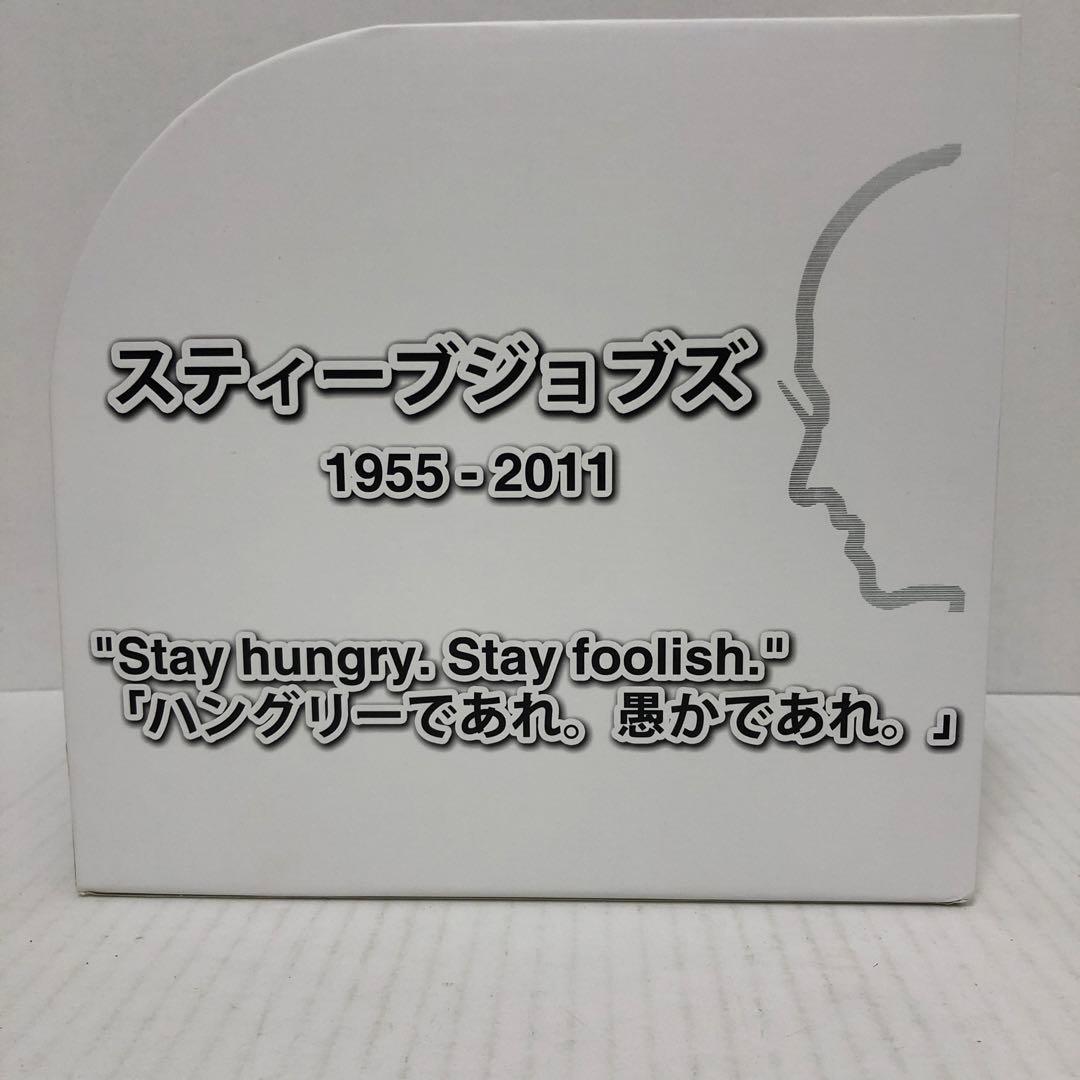 スティーブジョブズ
1955 - 2011
"Stay hungry. Stay foolish."
「ハングリーであれ。愚かであれ。」